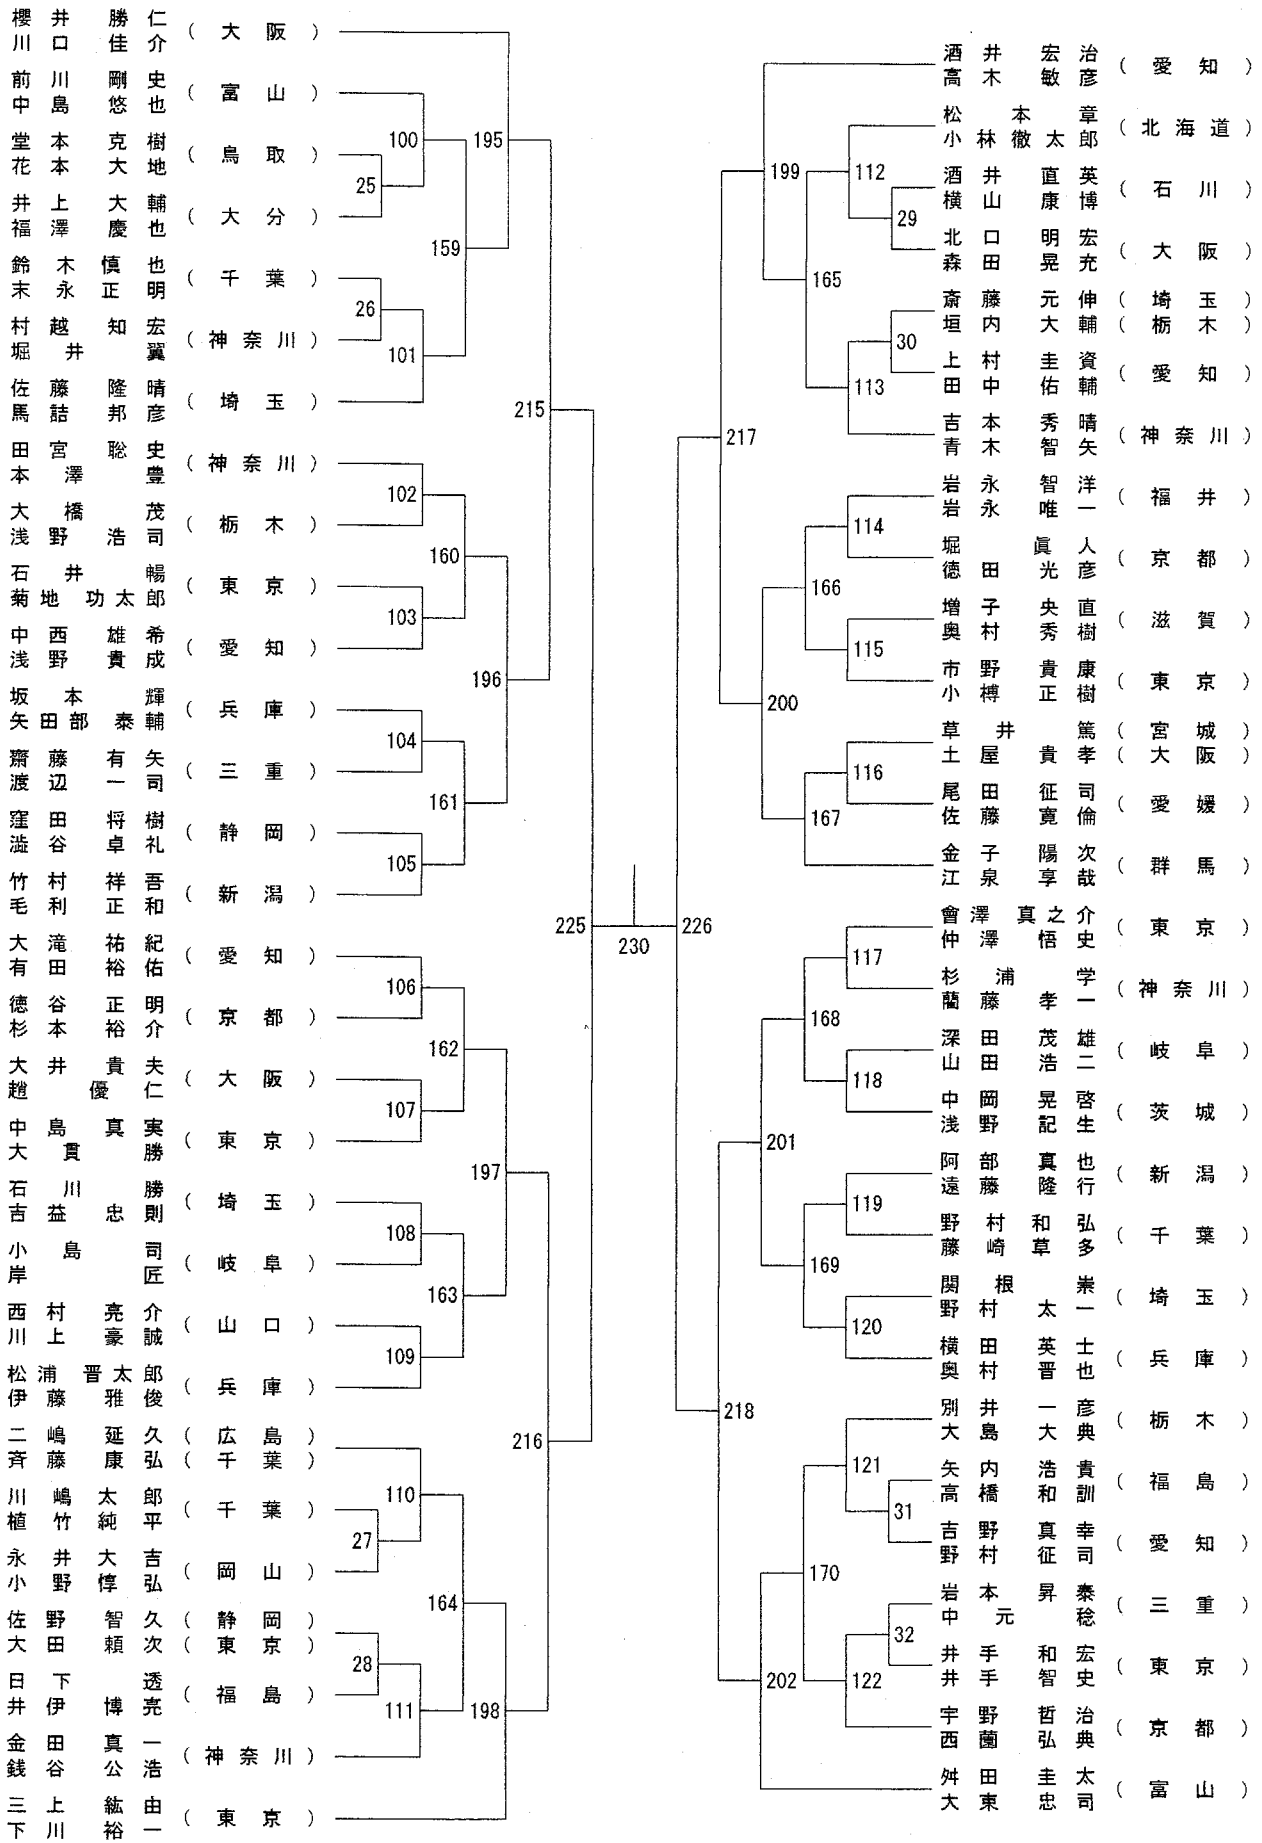 櫻井勝仁
川口佳介 (大阪)
前川剛史
中島悠也 (富山)
堂本克樹
花本大地 (鳥取)
井上大輔
福澤慶也 (大分)
鈴木慎也
末永正明 (千葉)
村越知宏
堀井翼 (神奈川)
佐藤隆晴
馬詰邦彦 (埼玉)
田宮聡史
本澤豊 (神奈川)
大橋茂
浅野浩司 (栃木)
石井暢
菊地功太郎 (東京)
中西雄希
浅野貴成 (愛知)
坂本輝
矢田部泰輔 (兵庫)
齋藤有矢
渡辺一司 (三重)
窪田将樹
澁谷卓礼 (静岡)
竹村祥吾
毛利正和 (新潟)
大滝祐紀
有田裕佑 (愛知)
徳谷正明
杉本裕介 (京都)
大井貴夫
趙優仁 (大阪)
中島真実
大貫勝 (東京)
石川勝
吉益忠則 (埼玉)
小島司
岸匠 (岐阜)
西村亮介
川上豪誠 (山口)
松浦晋太郎
伊藤雅俊 (兵庫)
二嶋延久 (広島)
斉藤康弘 (千葉)
川嶋太郎
植竹純平 (千葉)
永井大吉
小野惇弘 (岡山)
佐野智久 (静岡)
大田頼次 (東京)
日下透
井伊博亮 (福島)
金田真一
銭谷公浩 (神奈川)
三上紘由
下川裕一 (東京)
25
26
27
28
100
101
102
103
104
105
106
107
108
109
110
111
159
160
161
162
163
164
195
196
197
198
215
216
225
230
226
217
218
199
200
201
202
165
166
167
168
169
170
112
113
114
115
116
117
118
119
120
121
122
29
30
31
32
酒井宏治
高木敏彦 (愛知)
松本章
小林徹太郎 (北海道)
酒井直英
横山康博 (石川)
北口明宏
森田晃充 (大阪)
斎藤元伸 (埼玉)
垣内大輔 (栃木)
上村圭資
田中佑輔 (愛知)
吉本秀晴
青木智矢 (神奈川)
岩永智洋
岩永唯一 (福井)
堀眞人
徳田光彦 (京都)
増子央直
奥村秀樹 (滋賀)
市野貴康
小榑正樹 (東京)
草井篤 (宮城)
土屋貴孝 (大阪)
尾田征司
佐藤寛倫 (愛媛)
金子陽次
江泉享哉 (群馬)
會澤真之介
仲澤悟史 (東京)
杉浦学
藺藤孝一 (神奈川)
深田茂雄
山田浩二 (岐阜)
中岡晃啓
浅野記生 (茨城)
阿部真也
遠藤隆行 (新潟)
野村和弘
藤崎草多 (千葉)
関根崇
野村太一 (埼玉)
横田英士
奥村晋也 (兵庫)
別井一彦
大島大典 (栃木)
矢内浩貴
高橋和訓 (福島)
吉野真幸
野村征司 (愛知)
岩本昇泰
中元稔 (三重)
井手和宏
井手智史 (東京)
宇野哲治
西薗弘典 (京都)
舛田圭太
大東忠司 (富山)